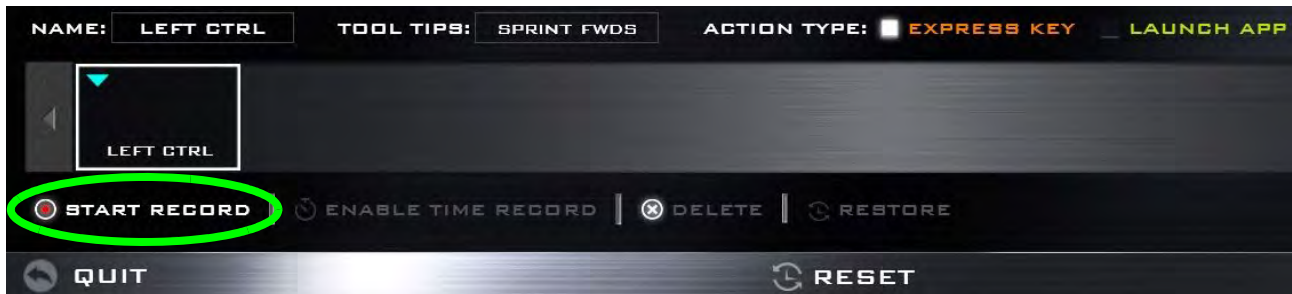 NAME: LEFT CTRL TOOL TIPS: SPRINT FWDS ACTION TYPE: EXPRESS KEY LAUNCH APP
LEFT CTRL
START RECORD ENABLE TIME RECORD DELETE RESTORE
QUIT RESET